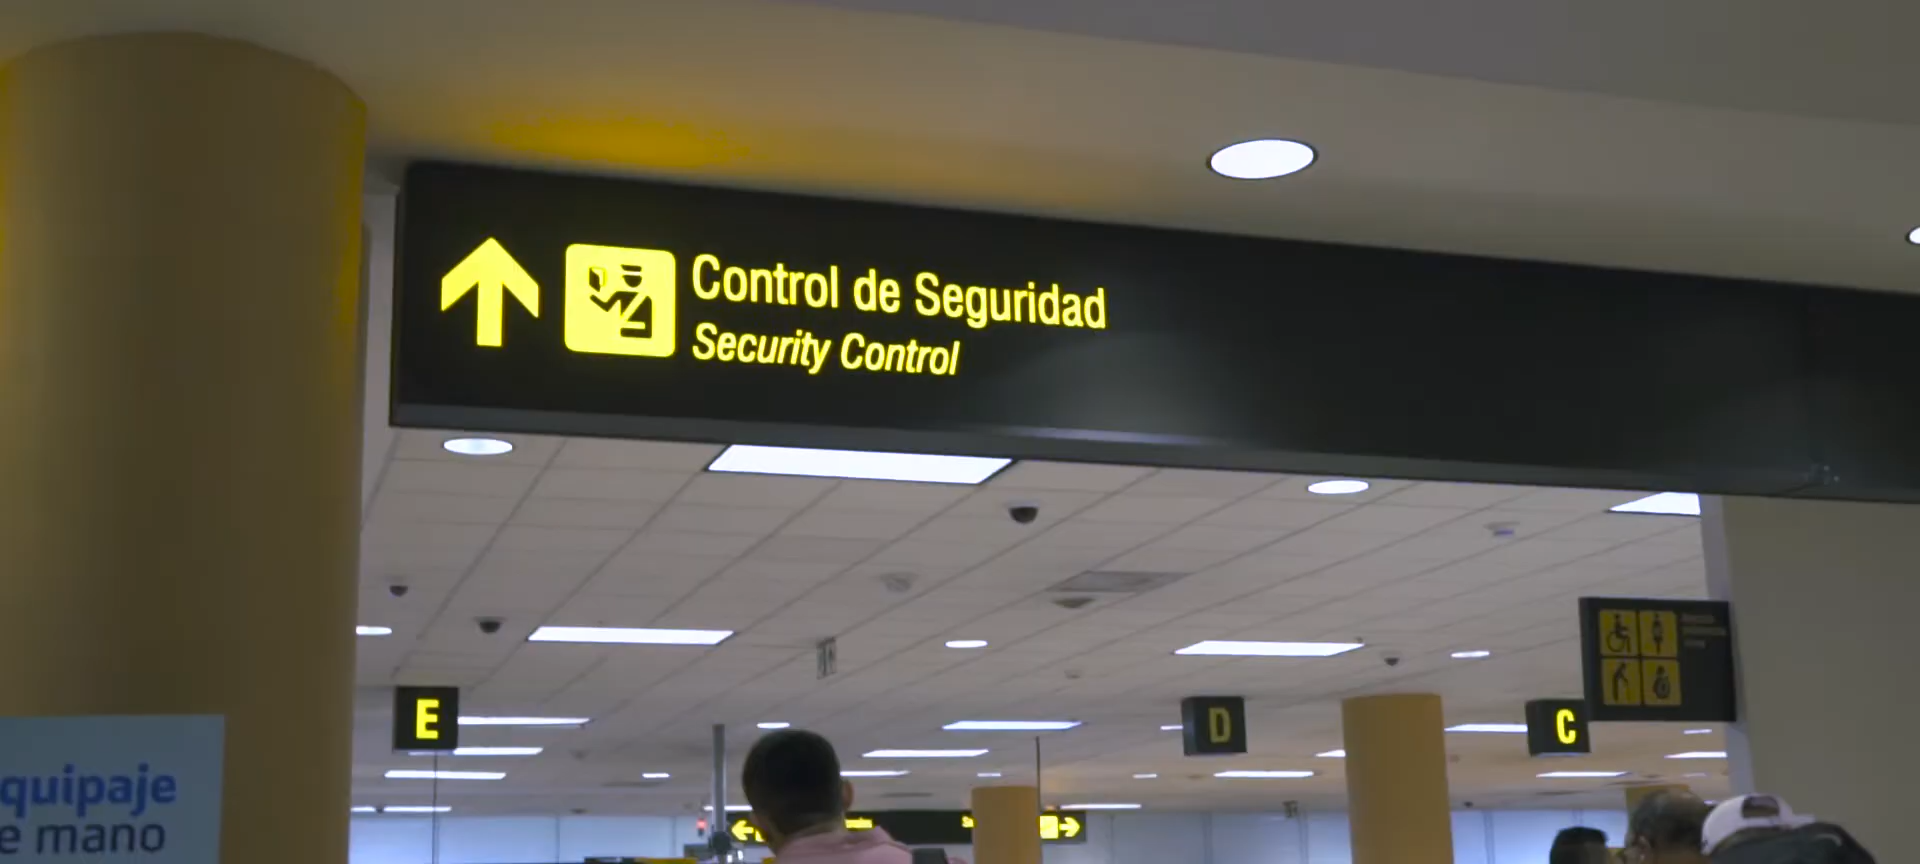 Control de Seguridad
Security Control
E
D
C
quipaje
e mano